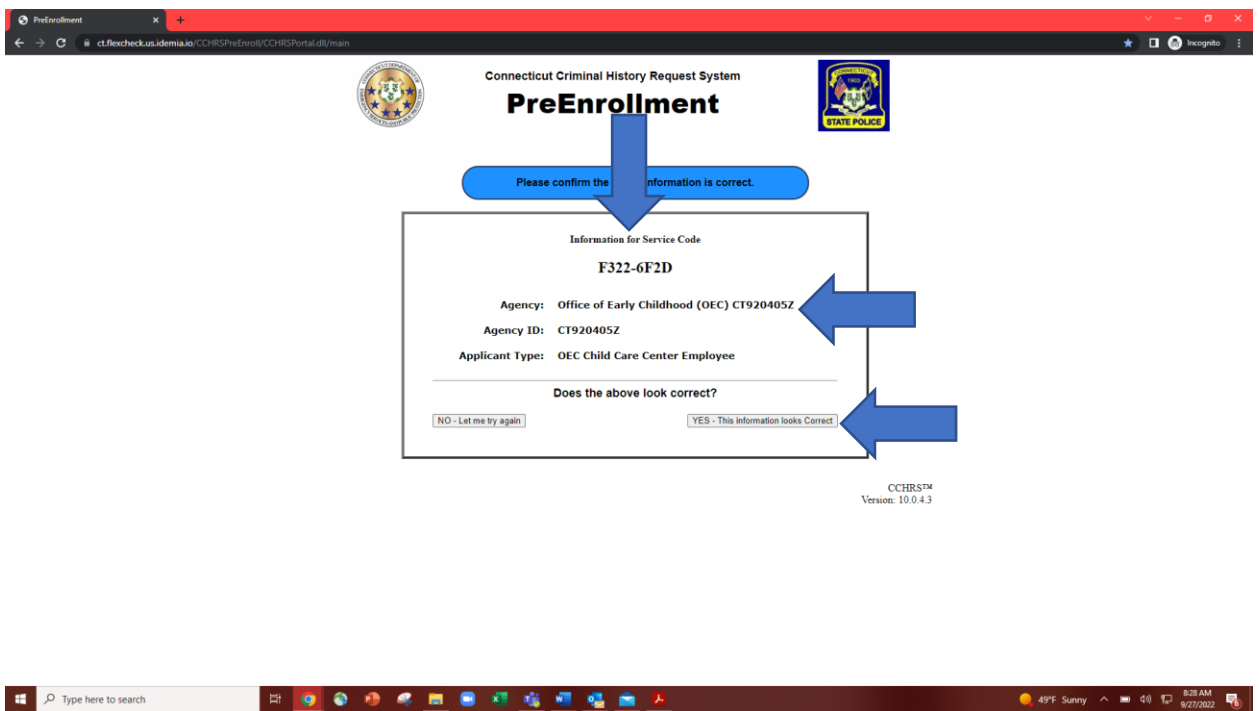 PreEnrollment
ct.flexcheck.us.idemia.io/CCHRSPreEnroll/CCHRSPortal.dll/main
Incognito
Connecticut Criminal History Request System
PreEnrollment
STATE POLICE
Please confirm the nformation is correct.
Information for Service Code
F322-6F2D
Agency: Office of Early Childhood (OEC) CT920405Z
Agency ID: CT920405Z
Applicant Type: OEC Child Care Center Employee
Does the above look correct?
NO - Let me try again YES - This information looks Correct
CCHRS™
Version: 10.0.4.3
Type here to search
49°F Sunny
8:28 AM
9/27/2022